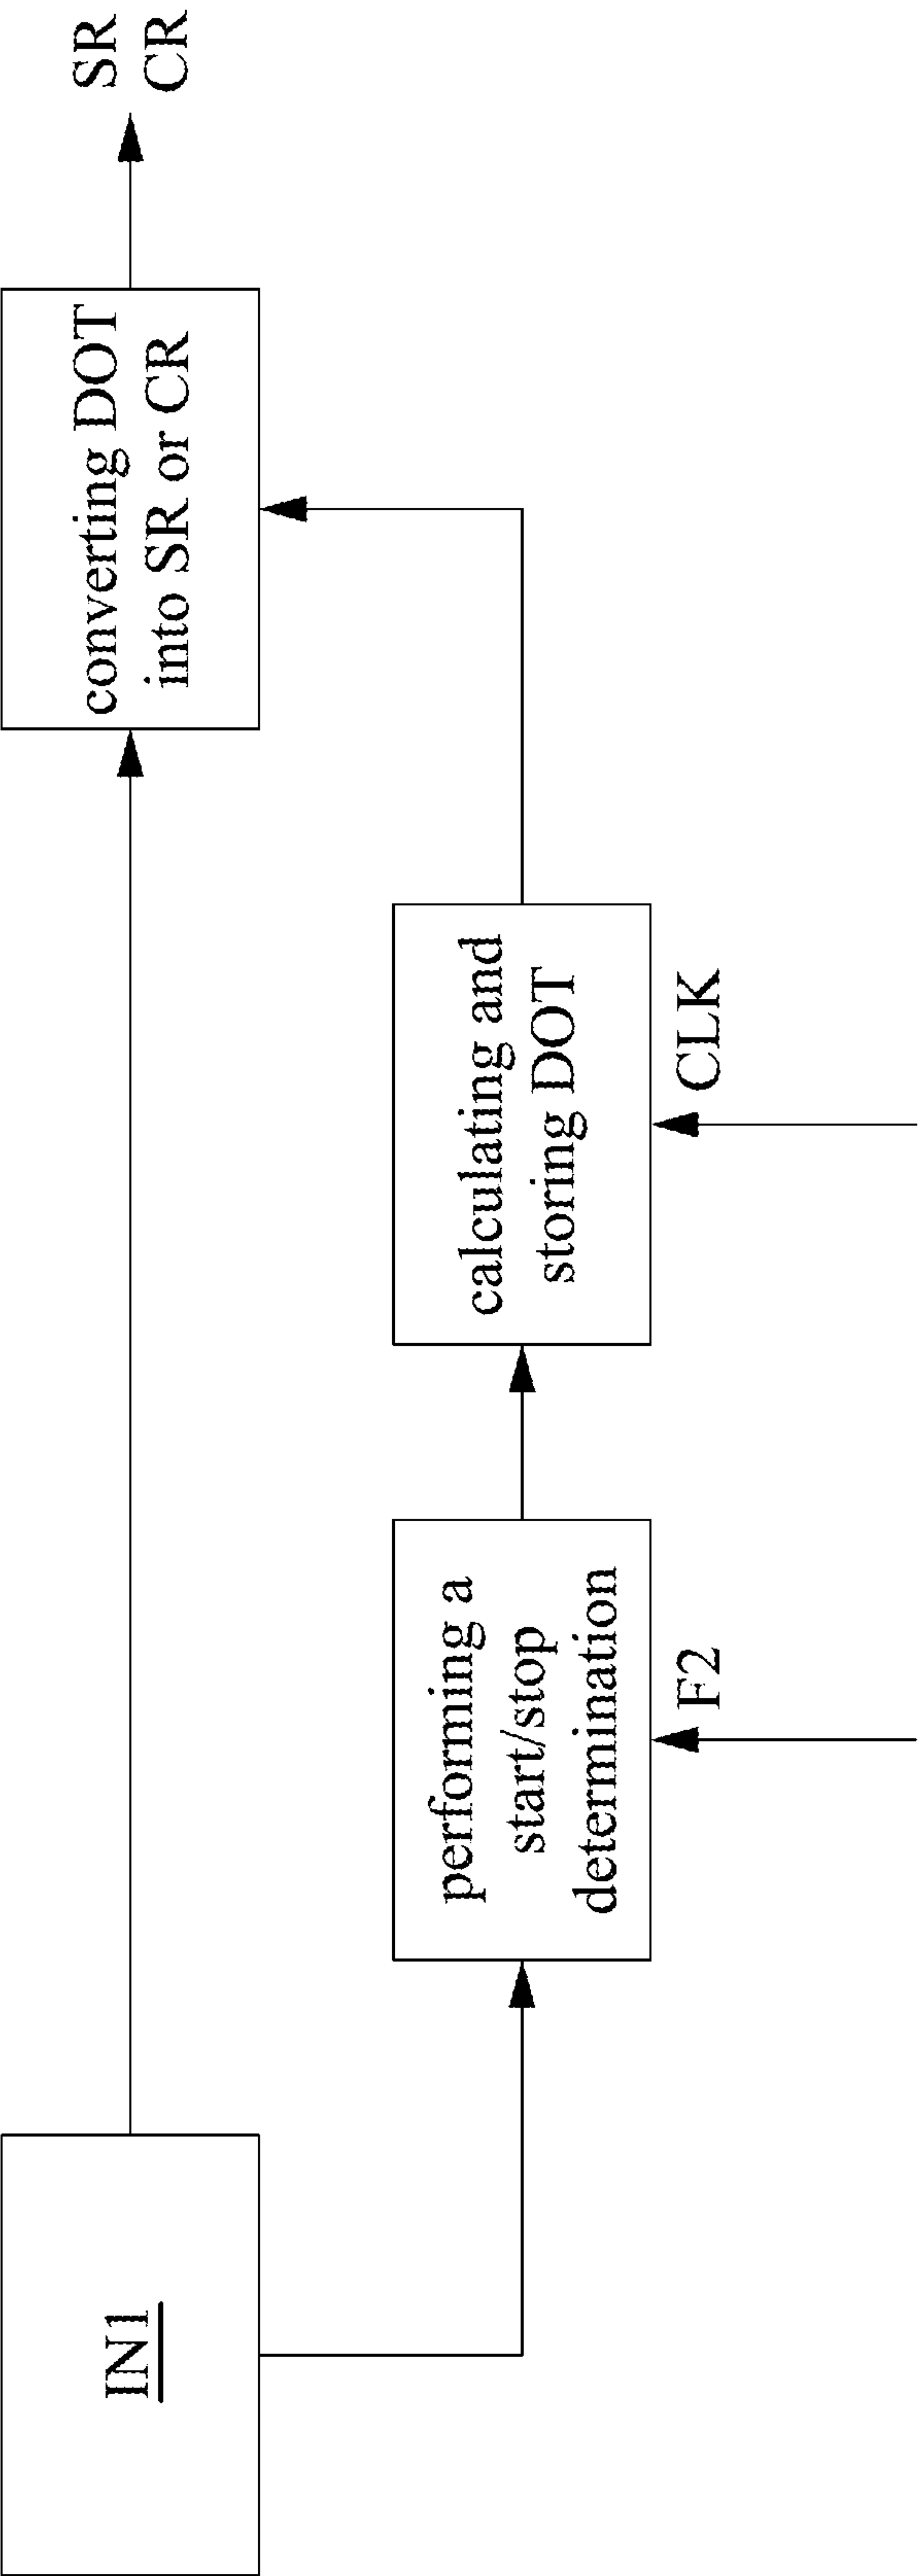 IN1
converting DOT
into SR or CR
SR
CR
performing a
start/stop
determination
F2
calculating and
storing DOT
CLK